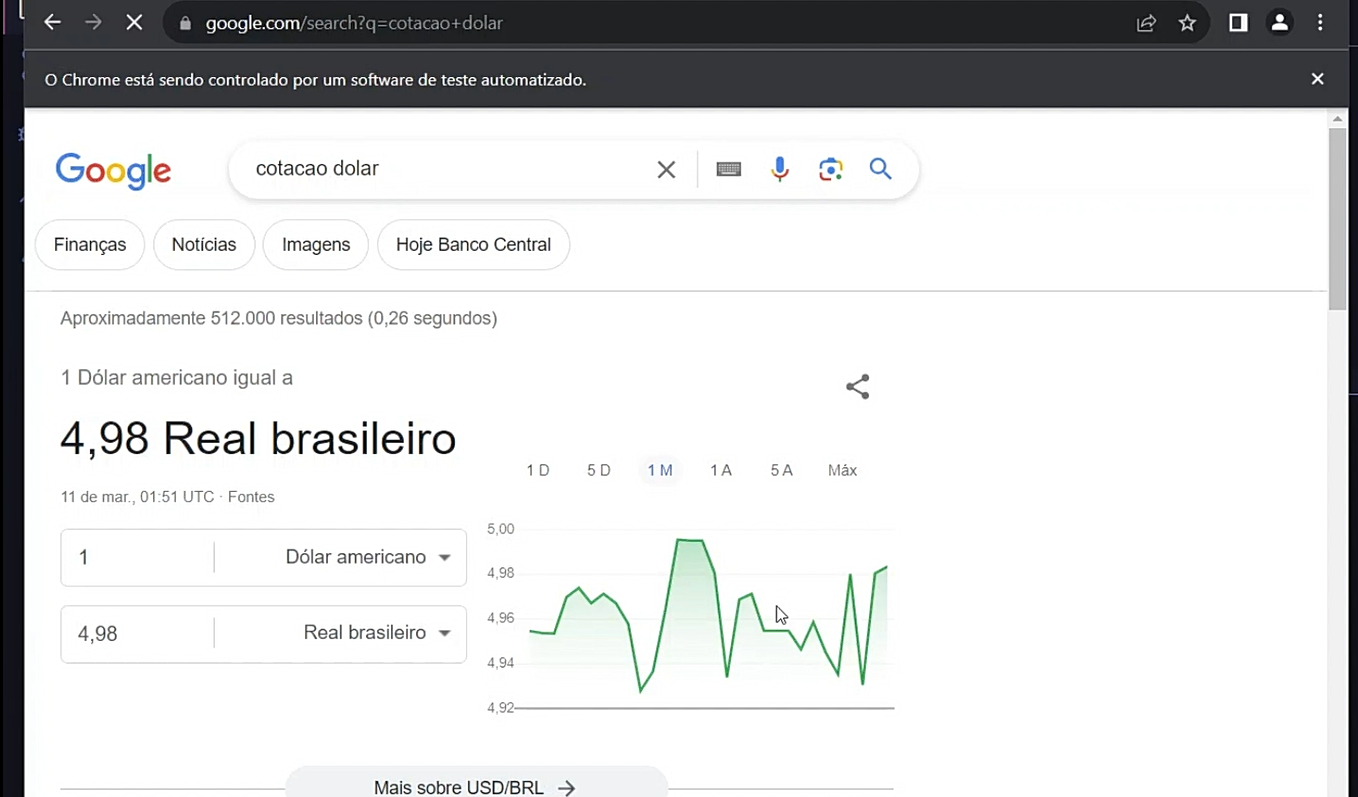 google.com/search?q=cotacao+dolar
O Chrome está sendo controlado por um software de teste automatizado.
Google
cotacao dolar
Finanças Notícias Imagens Hoje Banco Central
Aproximadamente 512.000 resultados (0,26 segundos)
1 Dólar americano igual a
4,98 Real brasileiro
11 de mar., 01:51 UTC · Fontes
1 D 5 D 1 M 1 A 5 A Máx
1 Dólar americano
4,98 Real brasileiro
5,00
4,98
4,96
4,94
4,92
Mais sobre USD/BRL